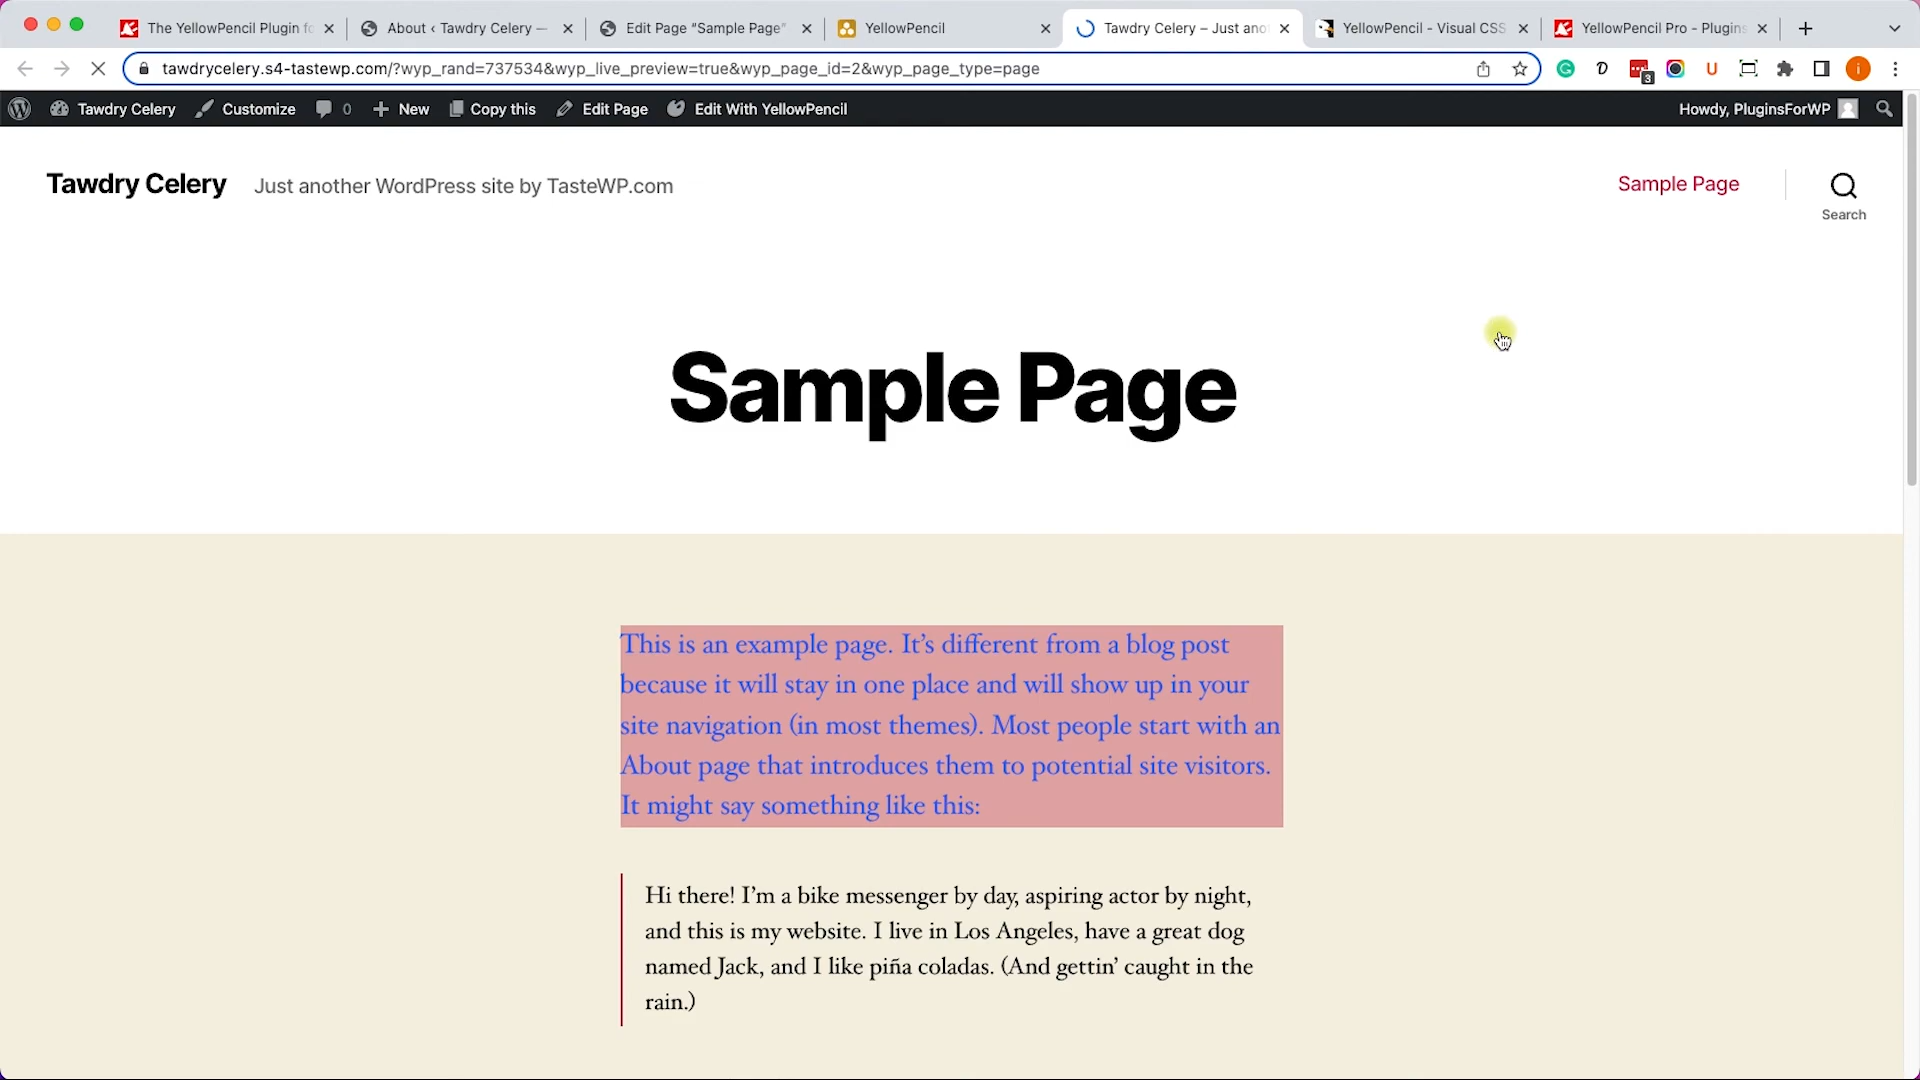 The YellowPencil Plugin fo
About ‹ Tawdry Celery —
Edit Page “Sample Page”
YellowPencil
Tawdry Celery – Just ano
YellowPencil - Visual CSS
YellowPencil Pro - Plugins
tawdrycelery.s4-tastewp.com/?wyp_rand=737534&wyp_live_preview=true&wyp_page_id=2&wyp_page_type=page
3
U
i
Tawdry Celery
Customize
0
New
Copy this
Edit Page
Edit With YellowPencil
Howdy, PluginsForWP
Tawdry Celery
Just another WordPress site by TasteWP.com
Sample Page
Search
Sample Page
This is an example page. It’s different from a blog post
because it will stay in one place and will show up in your
site navigation (in most themes). Most people start with an
About page that introduces them to potential site visitors.
It might say something like this:
Hi there! I’m a bike messenger by day, aspiring actor by night,
and this is my website. I live in Los Angeles, have a great dog
named Jack, and I like piña coladas. (And gettin’ caught in the
rain.)